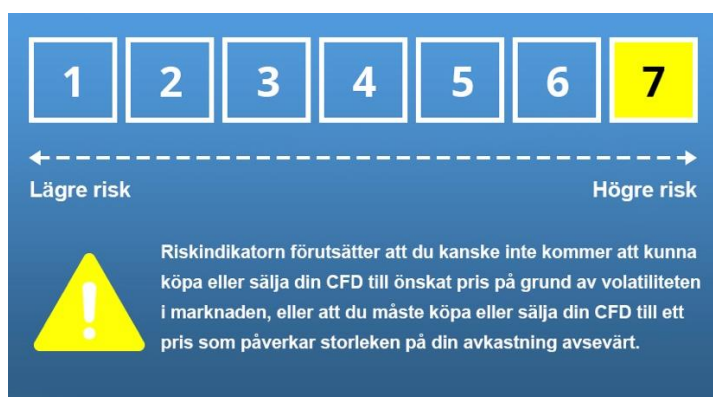 1 2 3 4 5 6 7
Lägre risk Högre risk
Riskindikatorn förutsätter att du kanske inte kommer att kunna
köpa eller sälja din CFD till önskat pris på grund av volatiliteten
i marknaden, eller att du måste köpa eller sälja din CFD till ett
pris som påverkar storleken på din avkastning avsevärt.